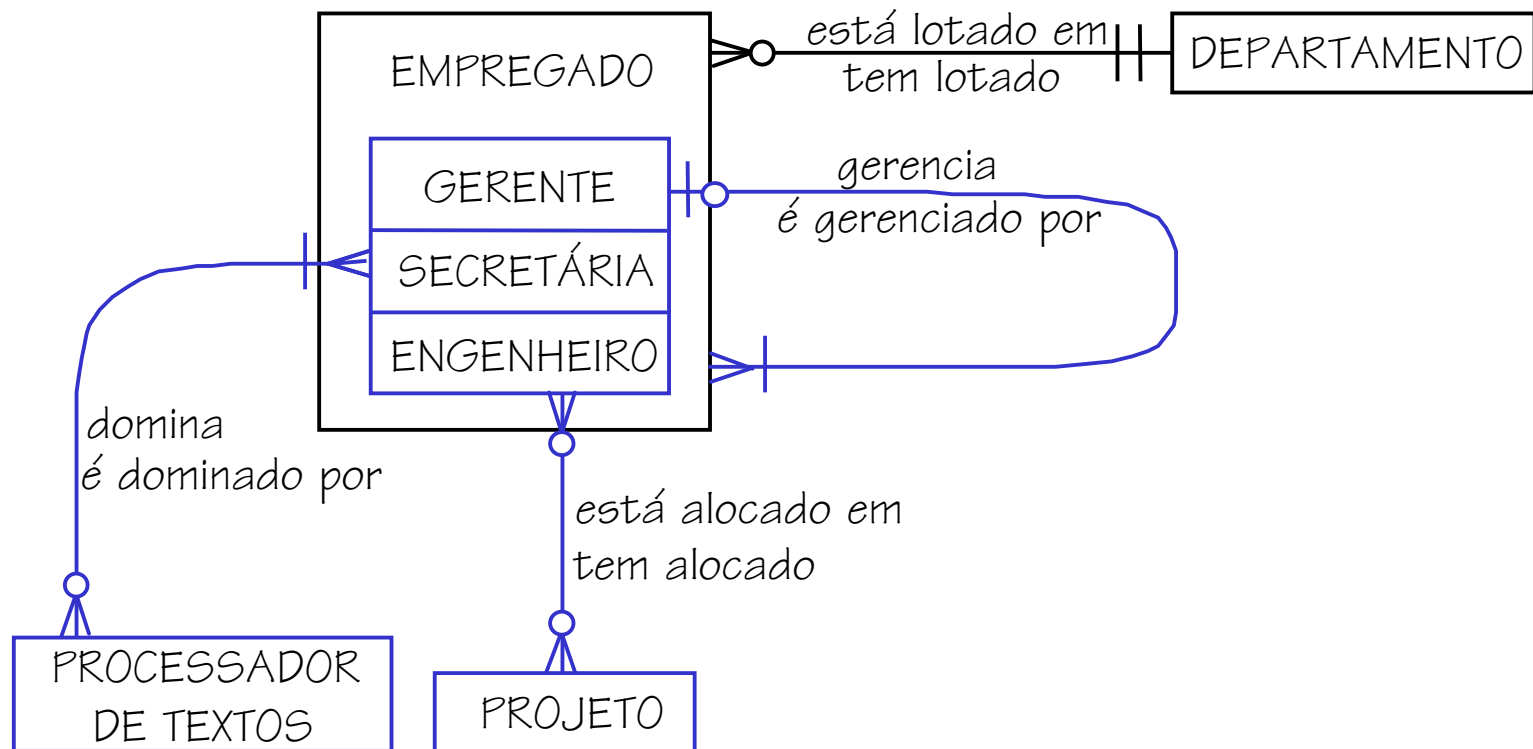 está lotado em
EMPREGADO
DEPARTAMENTO
tem lotado
gerencia
GERENTE
é gerenciado por
SECRETÁRIA
ENGENHEIRO
domina
é dominado por
está alocado em
tem alocado
PROCESSADOR
DE TEXTOS
PROJETO